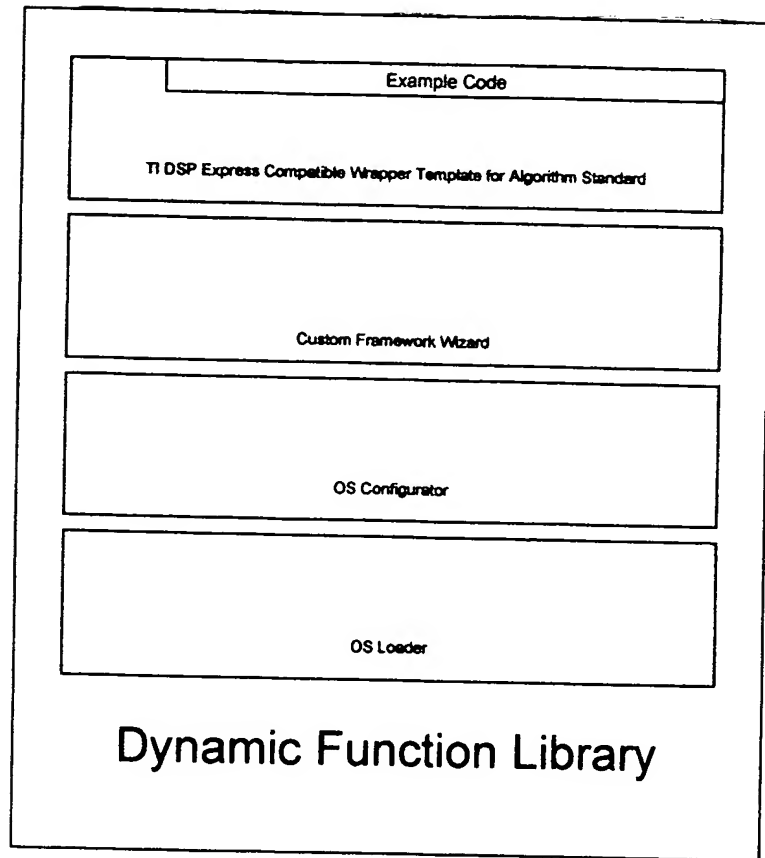 Example Code
TI DSP Express Compatible Wrapper Template for Algorithm Standard
Custom Framework Wizard
OS Configurator
OS Loader
Dynamic Function Library